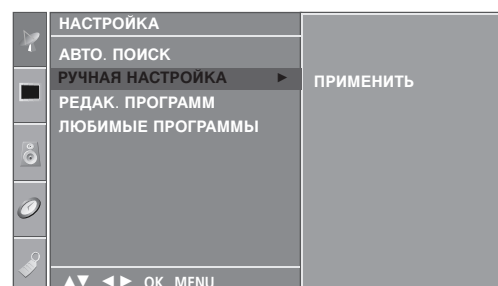 НАСТРОЙКА
АВТО. ПОИСК
РУЧНАЯ НАСТРОЙКА ►
ПРИМЕНИТЬ
РЕДАК. ПРОГРАММ
ЛЮБИМЫЕ ПРОГРАММЫ
▲▼ ◄► OK MENU